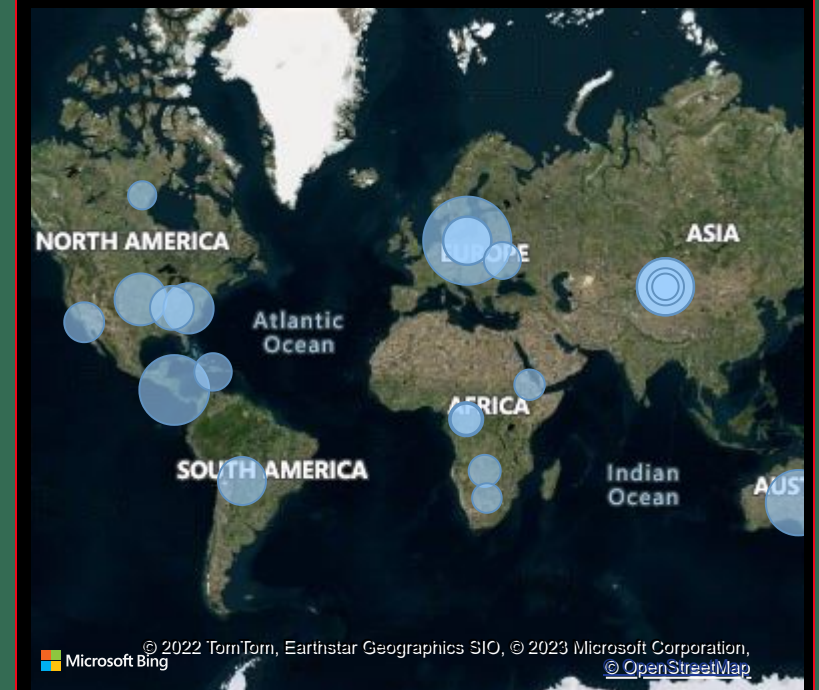 NORTH AMERICA
EUROPE
ASIA
Atlantic
Ocean
AFRICA
SOUTH AMERICA
Indian
Ocean
AUST
© 2022 TomTom, Earthstar Geographics SIO, © 2023 Microsoft Corporation,
Microsoft Bing
© OpenStreetMap